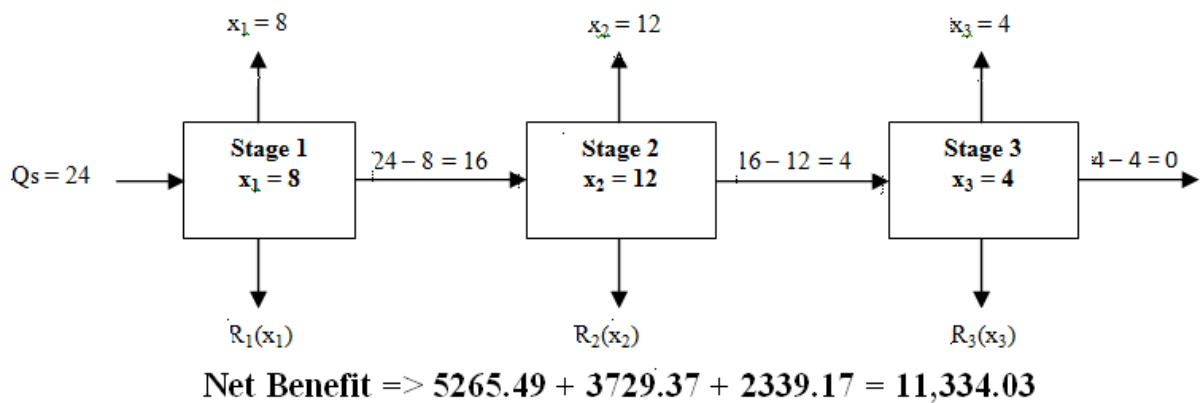 x₁ = 8
x₂ = 12
x₃ = 4
Qs = 24
Stage 1
x₁ = 8
24 – 8 = 16
Stage 2
x₂ = 12
16 – 12 = 4
Stage 3
x₃ = 4
4 – 4 = 0
R₁(x₁)
R₂(x₂)
R₃(x₃)
Net Benefit => 5265.49 + 3729.37 + 2339.17 = 11,334.03